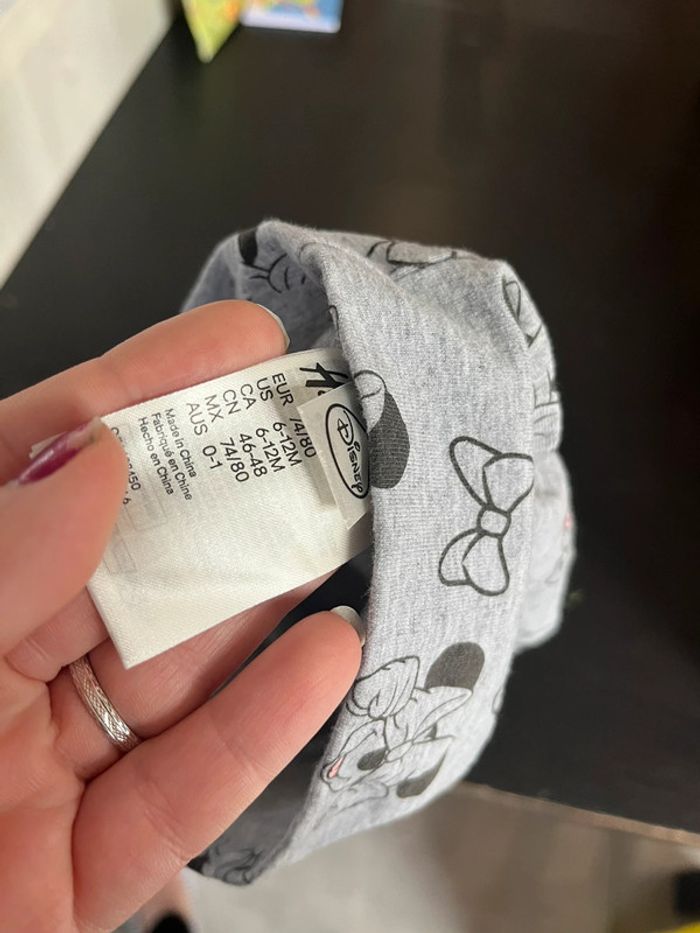 Disney
EUR 74/80
US 6-12M
CA 6-12M
CN 46-48
MX 74/80
AUS 0-1
Made in China
Fabriqué en Chine
Hecho en China